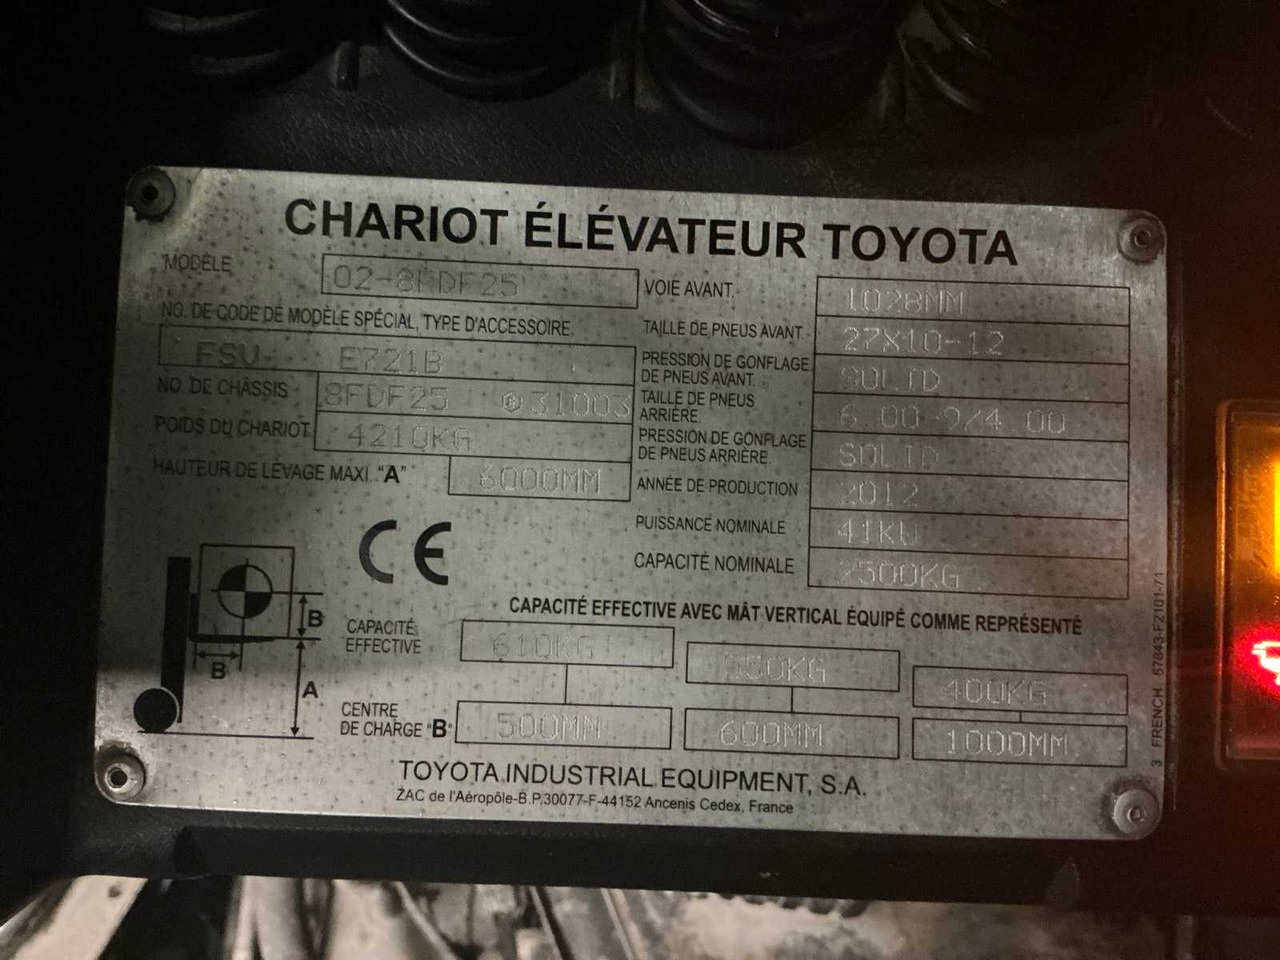 CHARIOT ÉLÉVATEUR TOYOTA
MODÈLE 02-8FDF25
NO. DE CODE DE MODÈLE SPÉCIAL, TYPE D'ACCESSOIRE.
FSV E721B
NO. DE CHÂSSIS 8FDF25 31003
POIDS DU CHARIOT 4210KG
HAUTEUR DE LEVAGE MAXI. "A" 6000MM
VOIE AVANT. 1028MM
TAILLE DE PNEUS AVANT. 27X10-12
PRESSION DE GONFLAGE
DE PNEUS AVANT. SOLID
TAILLE DE PNEUS
ARRIÈRE. 6.00-9/4.00
PRESSION DE GONFLAGE
DE PNEUS ARRIÈRE. SOLID
ANNÉE DE PRODUCTION 2012
PUISSANCE NOMINALE 41KW
CAPACITÉ NOMINALE 2500KG
CE
B
B
A
CAPACITÉ EFFECTIVE AVEC MÂT VERTICAL ÉQUIPÉ COMME REPRÉSENTÉ
CAPACITÉ
EFFECTIVE 610KG 550KG 400KG
CENTRE
DE CHARGE "B" 500MM 600MM 1000MM
TOYOTA INDUSTRIAL EQUIPMENT, S.A.
ZAC de l'Aéropôle-B.P.30077-F-44152 Ancenis Cedex, France
3 FRENCH 57843-F2101-71